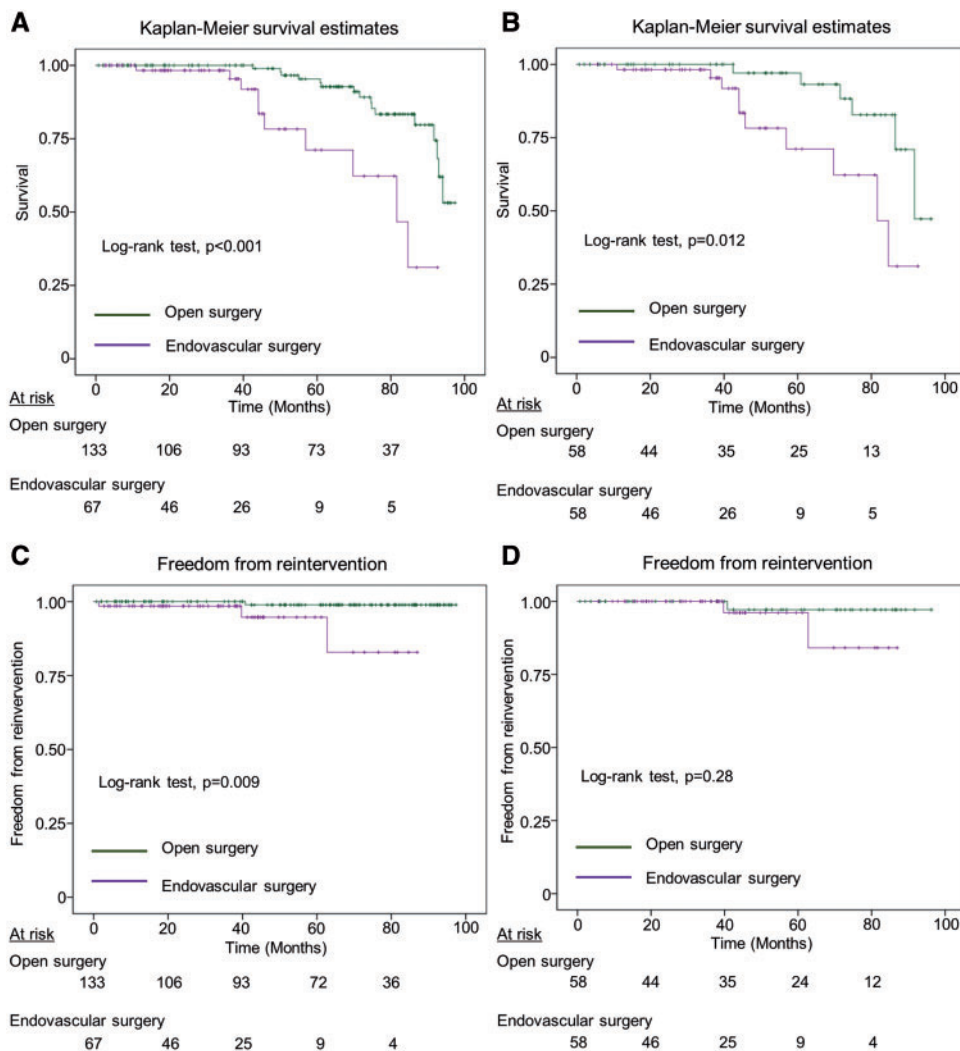 A
Kaplan-Meier survival estimates
1.00
0.75
0.50
0.25
0
Survival
Log-rank test, p<0.001
Open surgery
Endovascular surgery
0 20 40 60 80 100
Time (Months)
At risk
Open surgery
133 106 93 73 37
Endovascular surgery
67 46 26 9 5
B
Kaplan-Meier survival estimates
1.00
0.75
0.50
0.25
0
Survival
Log-rank test, p=0.012
Open surgery
Endovascular surgery
0 20 40 60 80 100
Time (Months)
At risk
Open surgery
58 44 35 25 13
Endovascular surgery
58 46 26 9 5
C
Freedom from reintervention
1.00
0.75
0.50
0.25
0
Freedom from reinvervention
Log-rank test, p=0.009
Open surgery
Endovascular surgery
0 20 40 60 80 100
Time (Months)
At risk
Open surgery
133 106 93 72 36
Endovascular surgery
67 46 25 9 4
D
Freedom from reintervention
1.00
0.75
0.50
0.25
0
Freedom from reinvervention
Log-rank test, p=0.28
Open surgery
Endovascular surgery
0 20 40 60 80 100
Time (Months)
At risk
Open surgery
58 44 35 24 12
Endovascular surgery
58 46 25 9 4